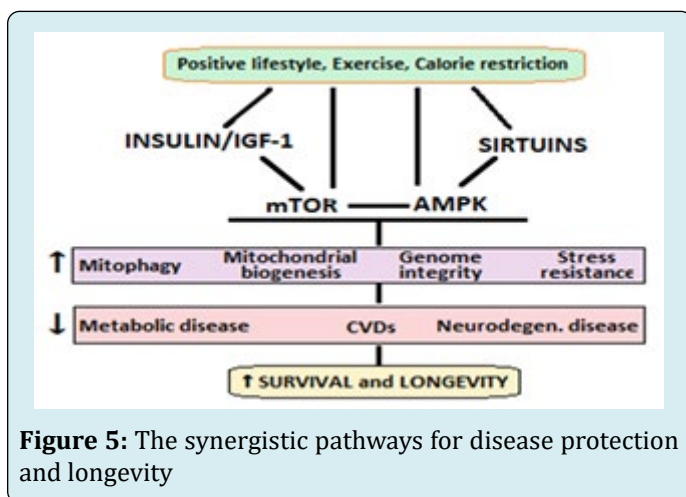 Positive lifestyle, Exercise, Calorie restriction
INSULIN/IGF-1
SIRTUINS
mTOR
AMPK
↑ Mitophagy Mitochondrial biogenesis Genome integrity Stress resistance
↓ Metabolic disease CVDs Neurodegen. disease
↑ SURVIVAL and LONGEVITY
Figure 5: The synergistic pathways for disease protection
and longevity